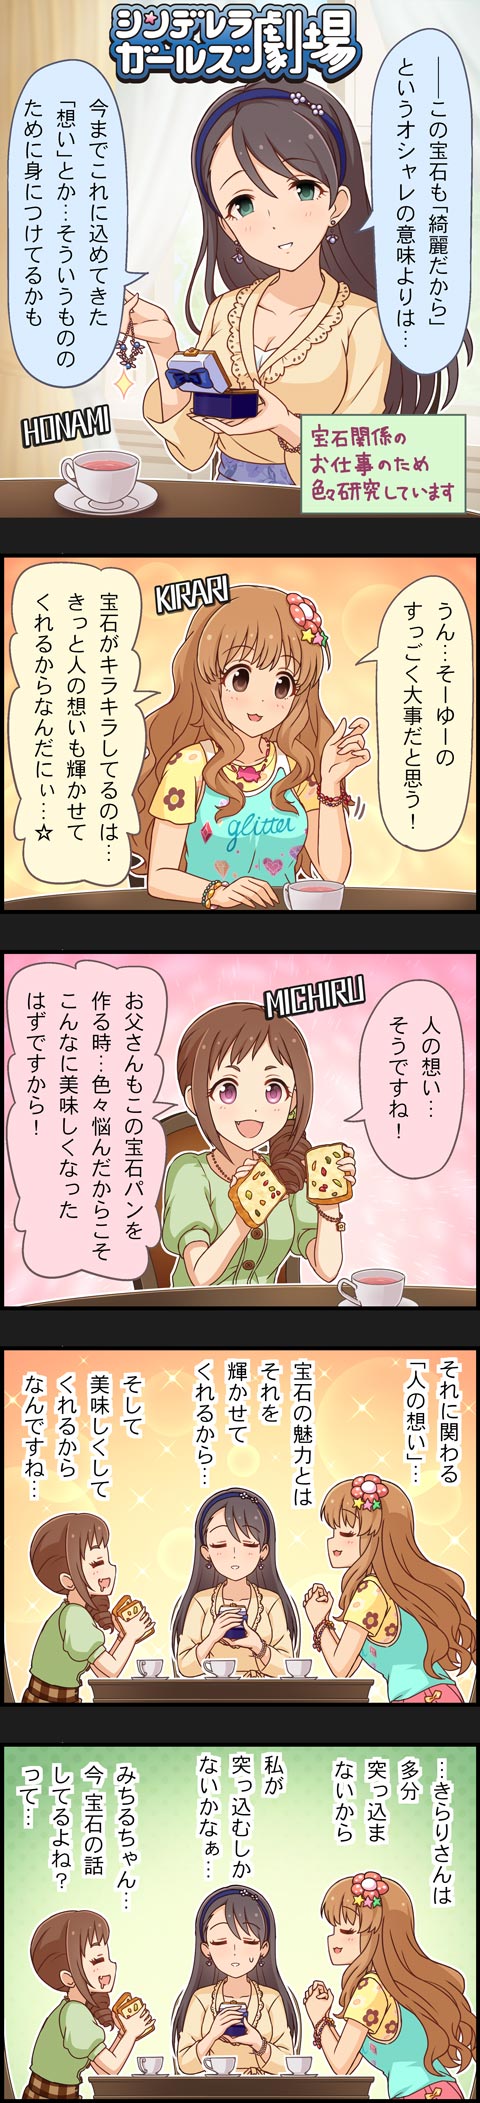 シンデレラ
ガールズ劇場
――この宝石も「綺麗だから」
というオシャレの意味よりは…
今までこれに込めてきた
「想い」とか…そういうものの
ために身につけてるかも
HONAMI
宝石関係の
お仕事のため
色々研究しています
KIRARI
うん…そーゆーの
すっごく大事だと思う！
宝石がキラキラしてるのは…
きっと人の想いも輝かせて
くれるからなんだにぃ…☆
glitter
MICHIRU
人の想い…
そうですね！
お父さんもこの宝石パンを
作る時…色々悩んだからこそ
こんなに美味しくなった
はずですから！
それに関わる
「人の想い」…
宝石の魅力とは
それを
輝かせて
くれるから…
そして
美味しくして
くれるから
なんですね…
…きらりさんは
多分
突っ込ま
ないから
私が
突っ込むしか
ないかなぁ…
みちるちゃん…
今 宝石の話
してるよね？
って…